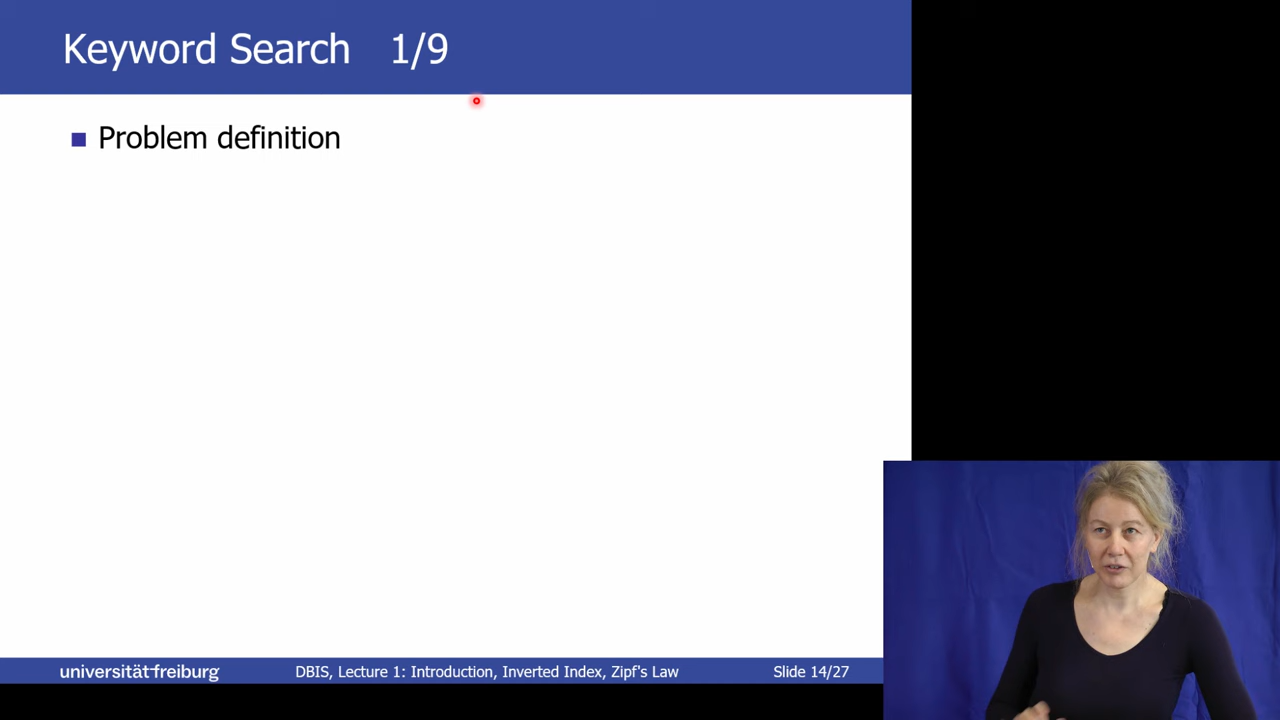 Keyword Search 1/9
Problem definition
universität freiburg
DBIS, Lecture 1: Introduction, Inverted Index, Zipf's Law
Slide 14/27